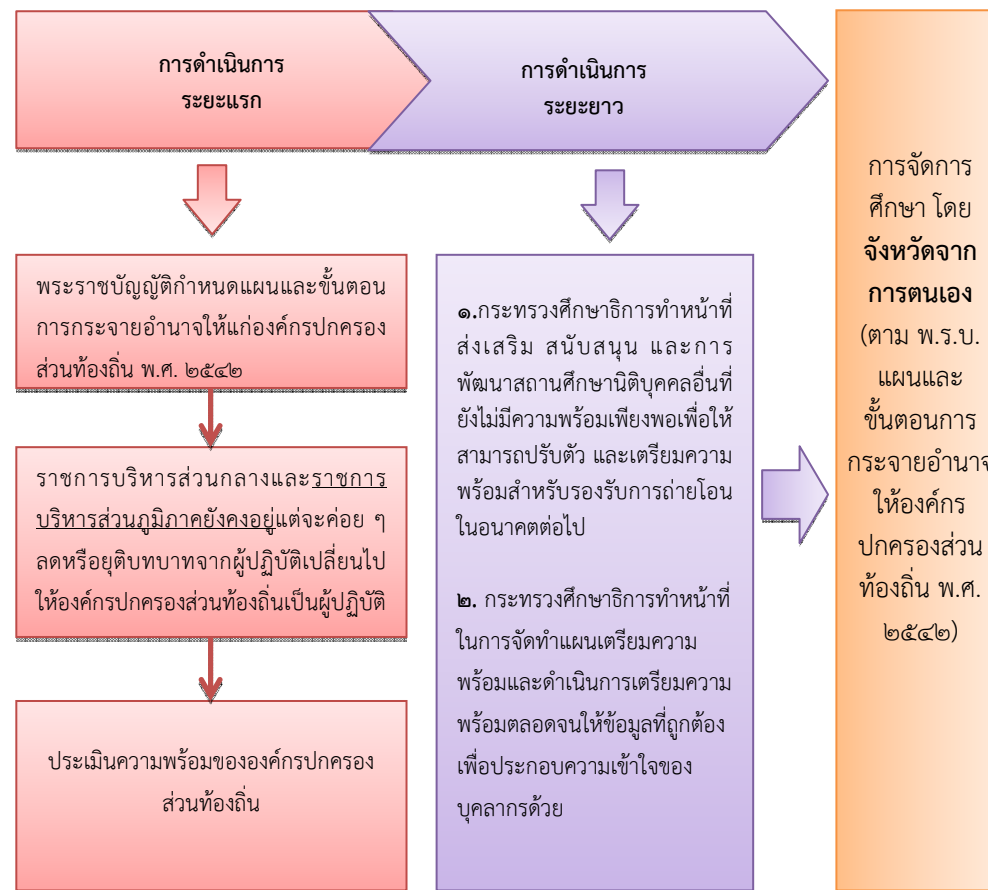 การดำเนินการ
ระยะแรก
การดำเนินการ
ระยะยาว
พระราชบัญญัติกำหนดแผนและขั้นตอน
การกระจายอำนาจให้แก่องค์กรปกครอง
ส่วนท้องถิ่น พ.ศ. ๒๕๔๒
ราชการบริหารส่วนกลางและราชการ
บริหารส่วนภูมิภาคยังคงอยู่แต่จะค่อย ๆ
ลดหรือยุติบทบาทจากผู้ปฏิบัติเปลี่ยนไป
ให้องค์กรปกครองส่วนท้องถิ่นเป็นผู้ปฏิบัติ
ประเมินความพร้อมขององค์กรปกครอง
ส่วนท้องถิ่น
๑.กระทรวงศึกษาธิการทำหน้าที่
ส่งเสริม สนับสนุน และการ
พัฒนาสถานศึกษานิติบุคคลอื่นที่
ยังไม่มีความพร้อมเพียงพอเพื่อให้
สามารถปรับตัว และเตรียมความ
พร้อมสำหรับรองรับการถ่ายโอน
ในอนาคตต่อไป
๒. กระทรวงศึกษาธิการทำหน้าที่
ในการจัดทำแผนเตรียมความ
พร้อมและดำเนินการเตรียมความ
พร้อมตลอดจนให้ข้อมูลที่ถูกต้อง
เพื่อประกอบความเข้าใจของ
บุคลากรด้วย
การจัดการ
ศึกษา โดย
จังหวัดจาก
การตนเอง
(ตาม พ.ร.บ.
แผนและ
ขั้นตอนการ
กระจายอำนาจ
ให้องค์กร
ปกครองส่วน
ท้องถิ่น พ.ศ.
๒๕๔๒)